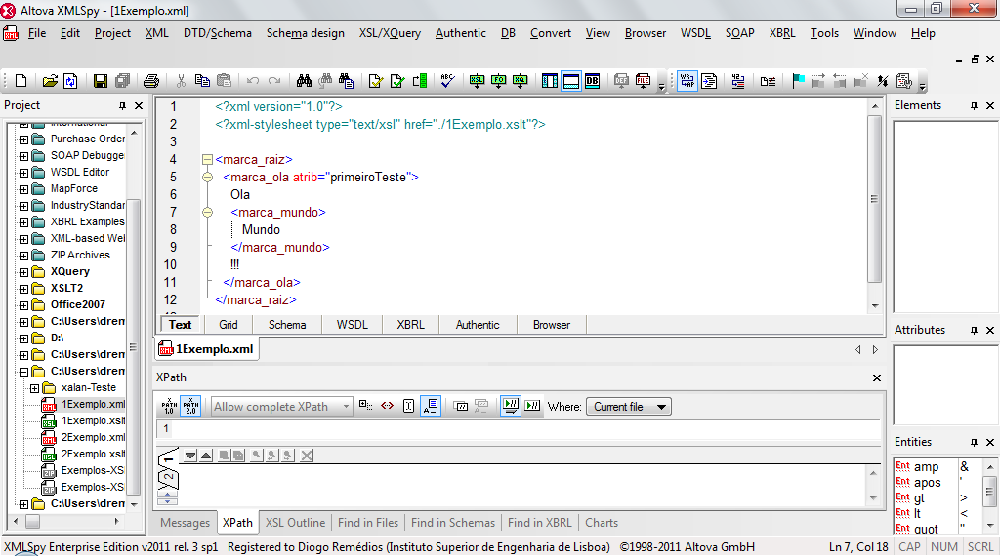 Altova XMLSpy - [1Exemplo.xml]
File Edit Project XML DTD/Schema Schema design XSL/XQuery Authentic DB Convert View Browser WSDL SOAP XBRL Tools Window Help
Project
International
Purchase Order
SOAP Debugge
WSDL Editor
MapForce
IndustryStandar
XBRL Examples
XML-based Wel
ZIP Archives
XQuery
XSLT2
Office2007
C:\Users\drem
D:\
C:\Users\drem
C:\Users\drem
xalan-Teste
1Exemplo.xml
1Exemplo.xslt
2Exemplo.xml
2Exemplo.xslt
Exemplos-XS
Exemplos-XS
C:\Users\drem
1 <?xml version="1.0"?>
2 <?xml-stylesheet type="text/xsl" href="./1Exemplo.xslt"?>
3
4 <marca_raiz>
5 <marca_ola atrib="primeiroTeste">
6 Ola
7 <marca_mundo>
8 Mundo
9 </marca_mundo>
10 !!!
11 </marca_ola>
12 </marca_raiz>
Text Grid Schema WSDL XBRL Authentic Browser
1Exemplo.xml
XPath
XPATH 1.0 XPATH 2.0 Allow complete XPath Where: Current file
1
1
2
Messages XPath XSL Outline Find in Files Find in Schemas Find in XBRL Charts
Elements
Attributes
Entities
Ent amp &
Ent apos '
Ent gt >
Ent lt <
Ent quot "
XMLSpy Enterprise Edition v2011 rel. 3 sp1 Registered to Diogo Remédios (Instituto Superior de Engenharia de Lisboa) ©1998-2011 Altova GmbH Ln 7, Col 18 CAP NUM SCRL